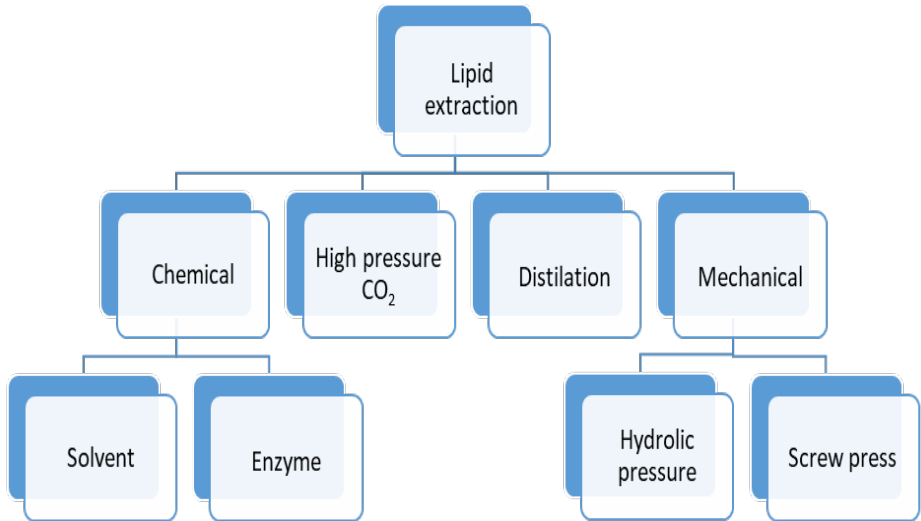 Lipid
extraction
Chemical
High pressure
CO₂
Distilation
Mechanical
Solvent
Enzyme
Hydrolic
pressure
Screw press